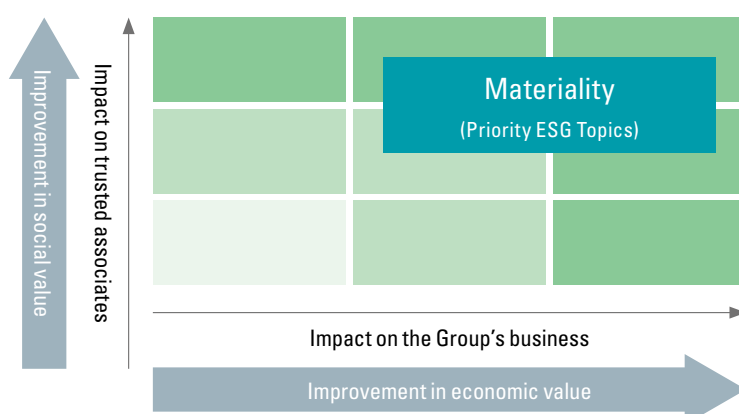 Improvement in social value
Impact on trusted associates
Materiality
(Priority ESG Topics)
Impact on the Group's business
Improvement in economic value